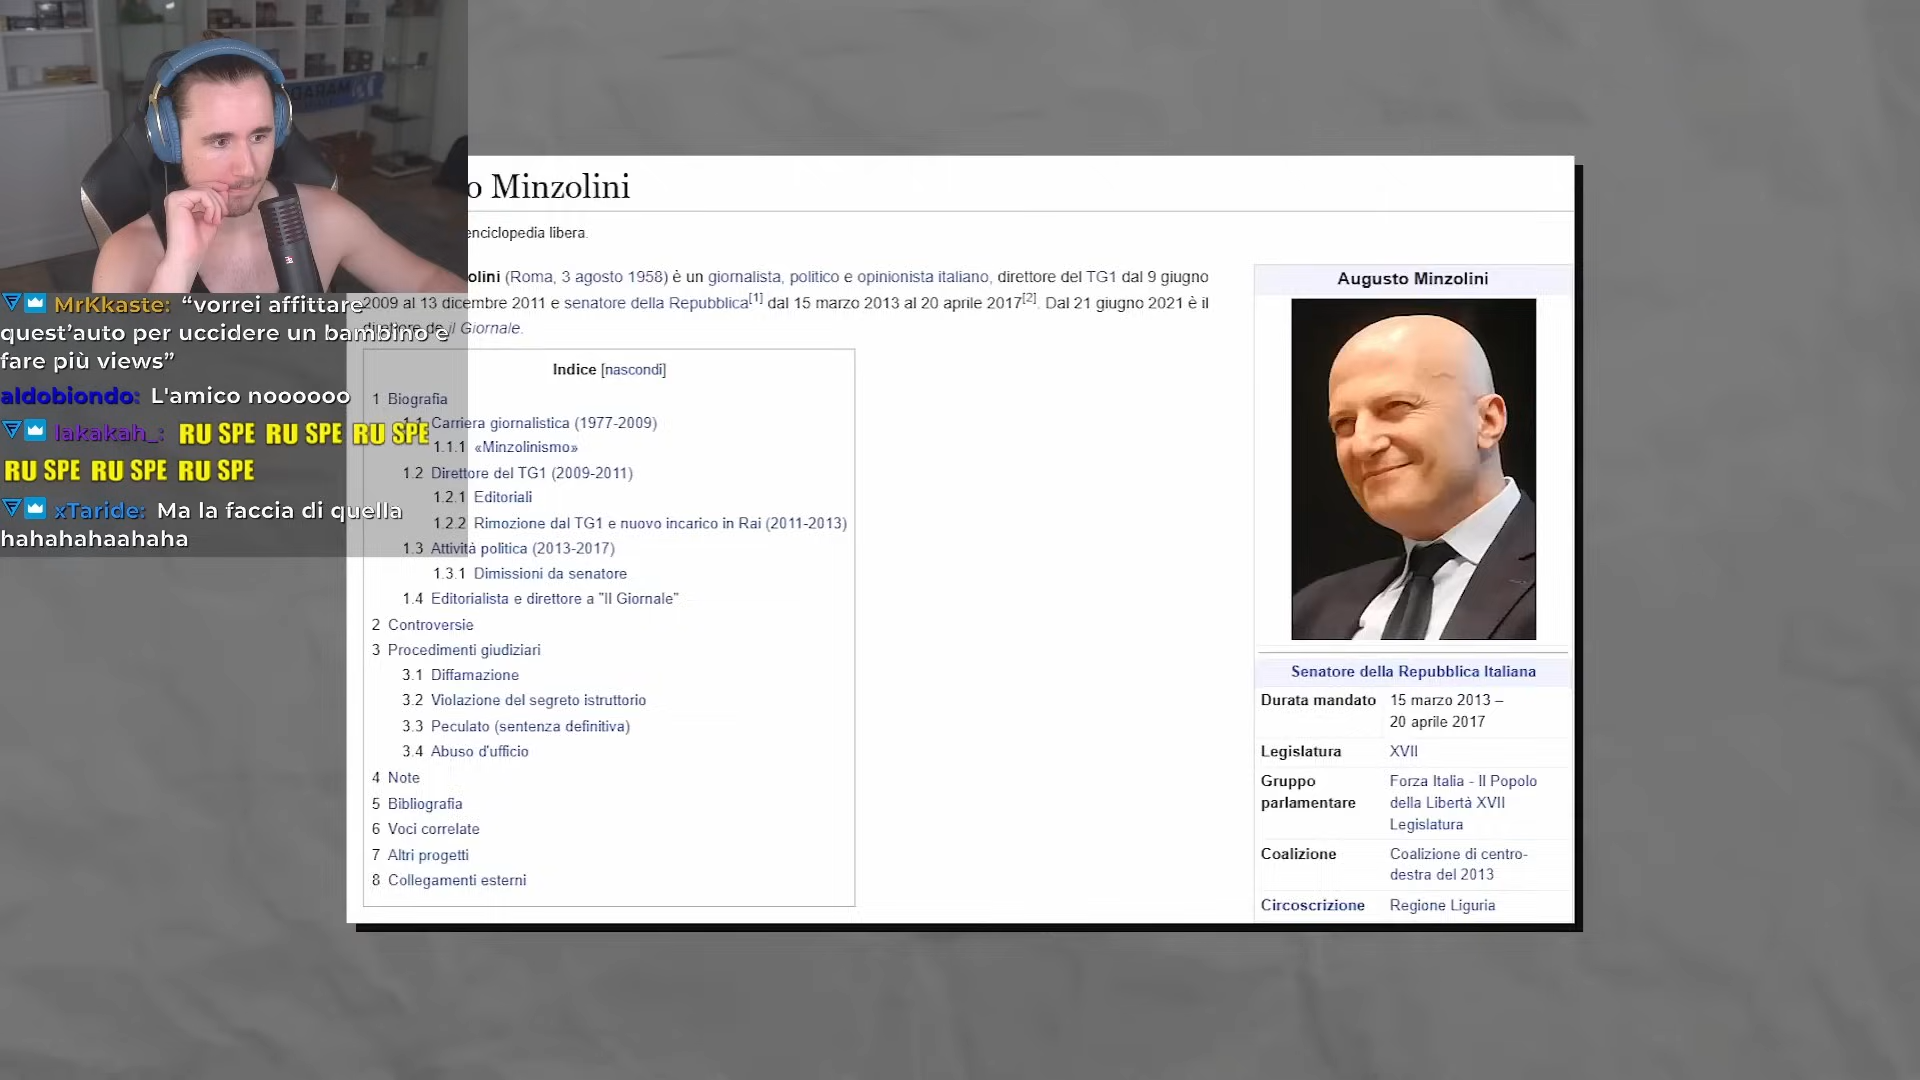 o Minzolini
enciclopedia libera.
olini (Roma, 3 agosto 1958) è un giornalista, politico e opinionista italiano, direttore del TG1 dal 9 giugno
2009 al 13 dicembre 2011 e senatore della Repubblica[1] dal 15 marzo 2013 al 20 aprile 2017[2]. Dal 21 giugno 2021 è il
direttore de il Giornale.
MrKkaste: “vorrei affittare
quest’auto per uccidere un bambino e
fare più views”
aldobiondo: L'amico noooooo
lakakah_: RU SPE RU SPE RU SPE
RU SPE RU SPE RU SPE
xTaride: Ma la faccia di quella
hahahahaahaha
Indice [nascondi]
1 Biografia
1.1 Carriera giornalistica (1977-2009)
1.1.1 «Minzolinismo»
1.2 Direttore del TG1 (2009-2011)
1.2.1 Editoriali
1.2.2 Rimozione dal TG1 e nuovo incarico in Rai (2011-2013)
1.3 Attività politica (2013-2017)
1.3.1 Dimissioni da senatore
1.4 Editorialista e direttore a "Il Giornale"
2 Controversie
3 Procedimenti giudiziari
3.1 Diffamazione
3.2 Violazione del segreto istruttorio
3.3 Peculato (sentenza definitiva)
3.4 Abuso d'ufficio
4 Note
5 Bibliografia
6 Voci correlate
7 Altri progetti
8 Collegamenti esterni
Augusto Minzolini
Senatore della Repubblica Italiana
Durata mandato 15 marzo 2013 –
20 aprile 2017
Legislatura XVII
Gruppo Forza Italia - Il Popolo
parlamentare della Libertà XVII
Legislatura
Coalizione Coalizione di centro-
destra del 2013
Circoscrizione Regione Liguria